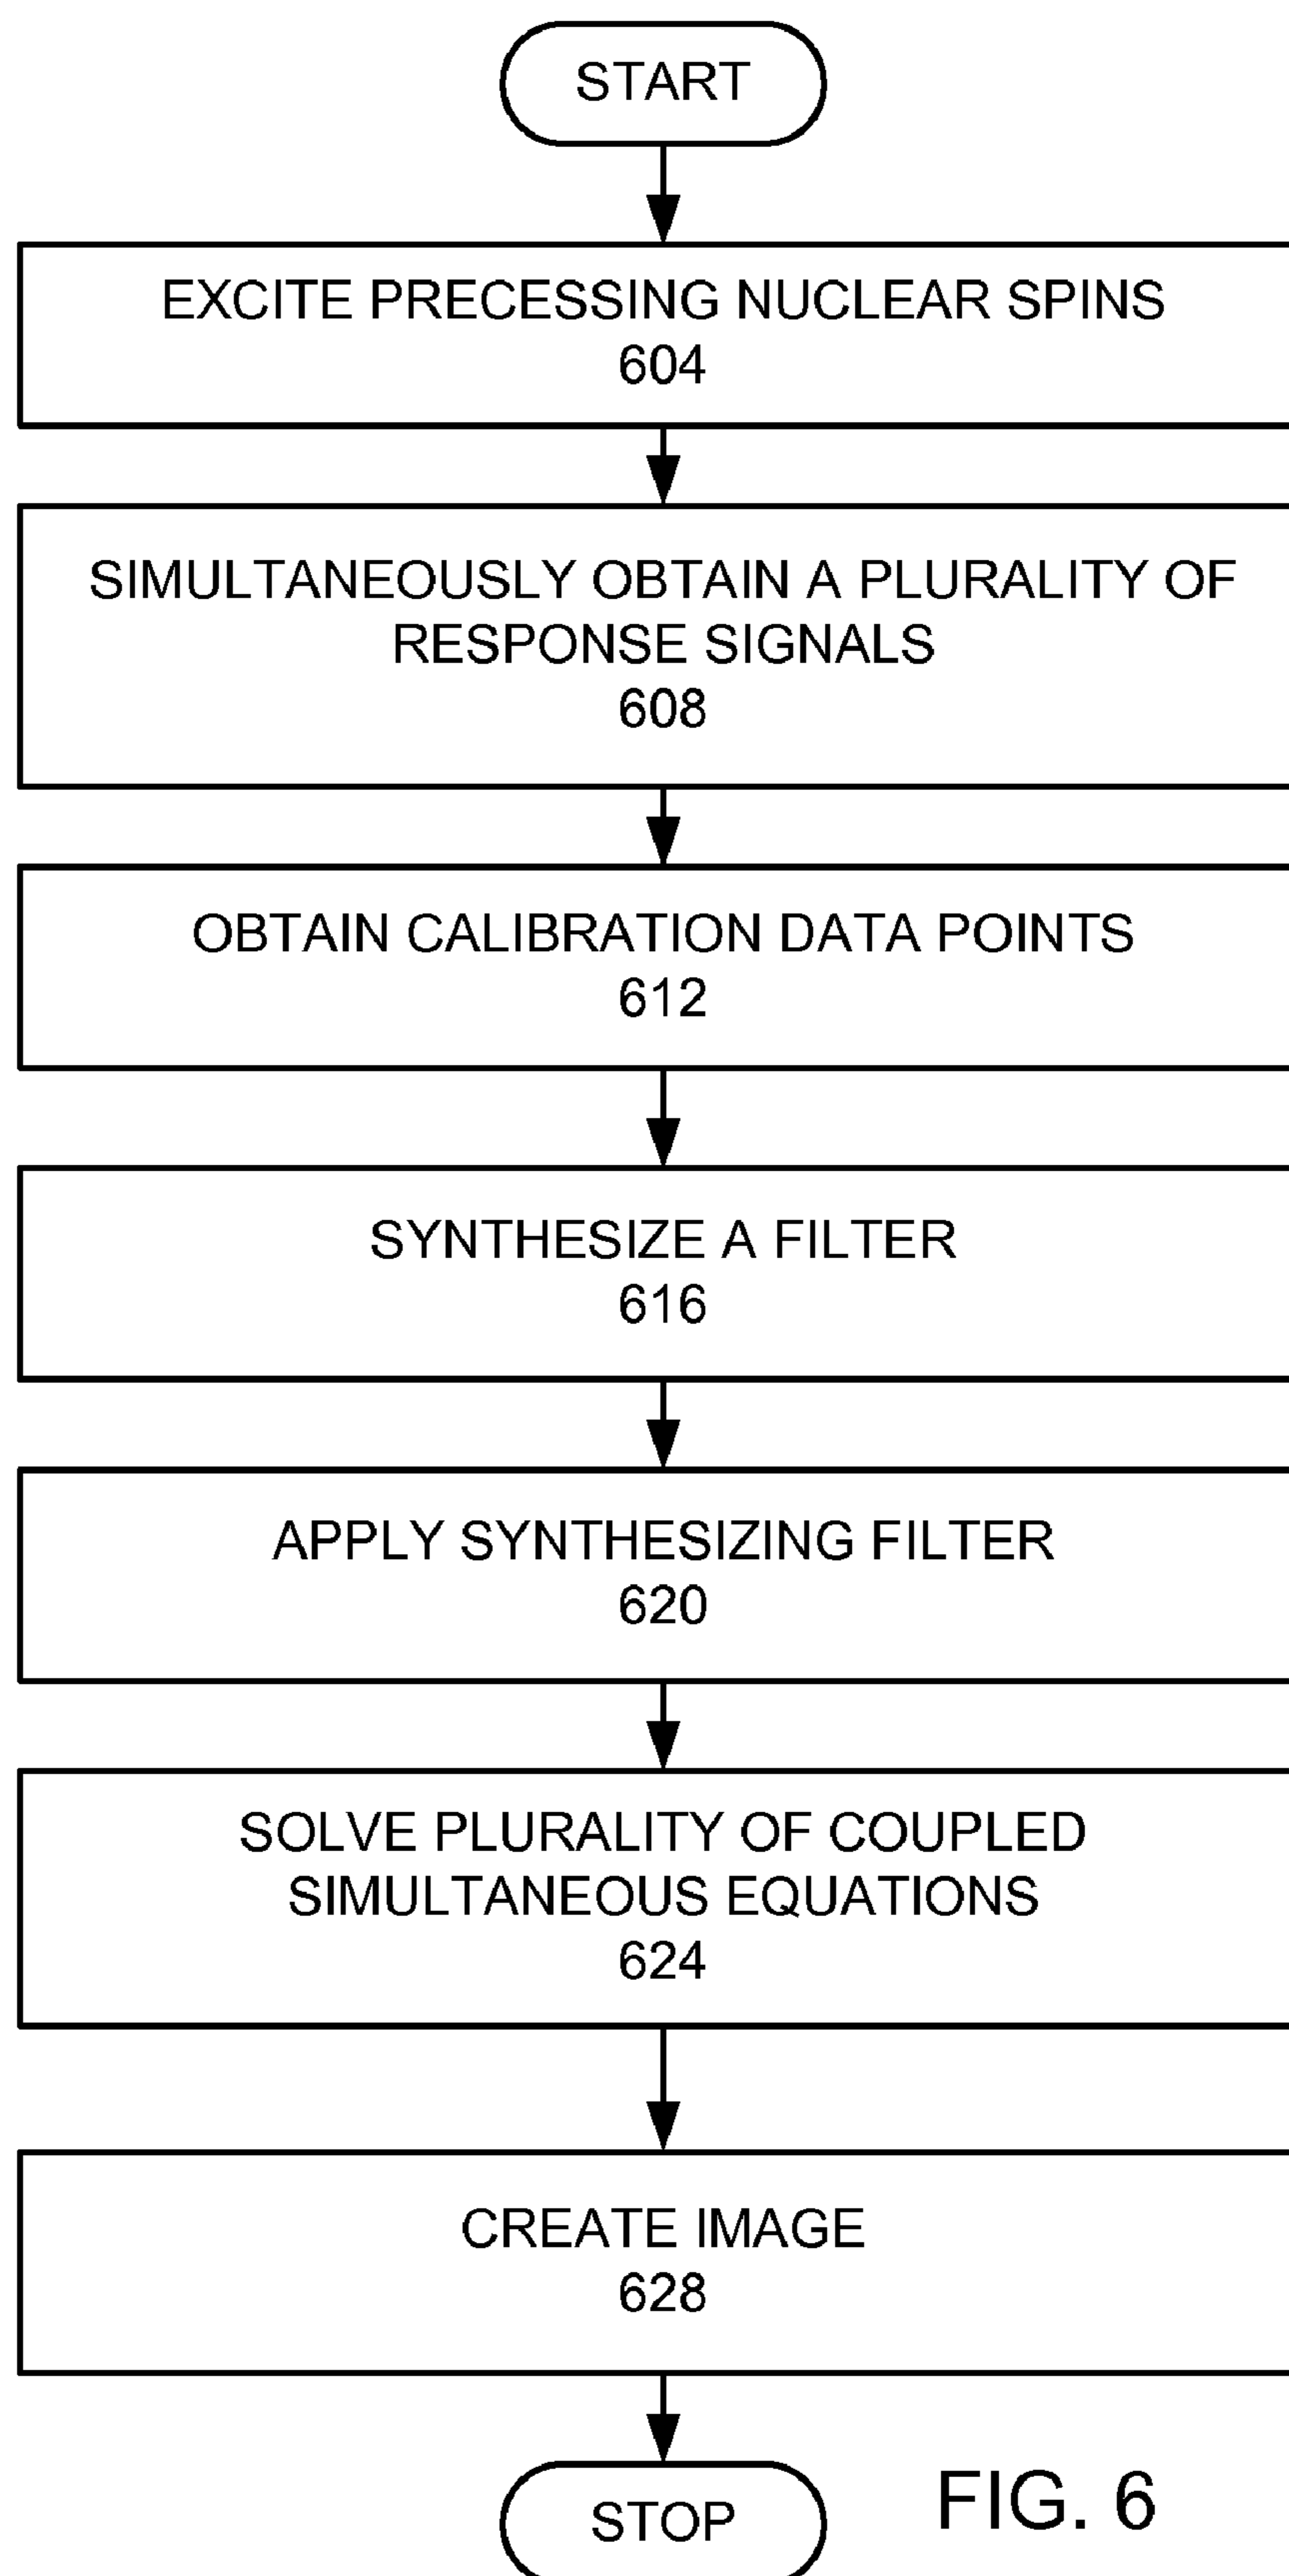 START
EXCITE PRECESSING NUCLEAR SPINS
604
SIMULTANEOUSLY OBTAIN A PLURALITY OF
RESPONSE SIGNALS
608
OBTAIN CALIBRATION DATA POINTS
612
SYNTHESIZE A FILTER
616
APPLY SYNTHESIZING FILTER
620
SOLVE PLURALITY OF COUPLED
SIMULTANEOUS EQUATIONS
624
CREATE IMAGE
628
STOP
FIG. 6